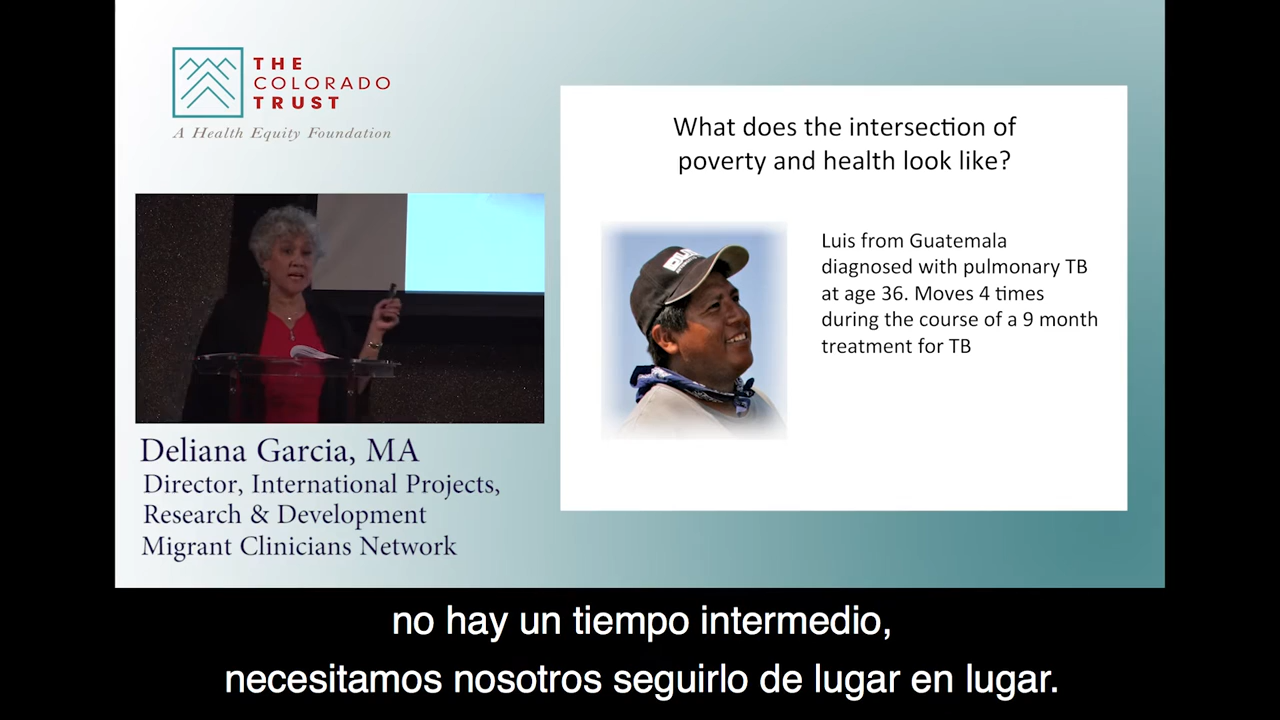 THE
COLORADO
TRUST
A Health Equity Foundation
What does the intersection of
poverty and health look like?
Luis from Guatemala
diagnosed with pulmonary TB
at age 36. Moves 4 times
during the course of a 9 month
treatment for TB
Deliana Garcia, MA
Director, International Projects,
Research & Development
Migrant Clinicians Network
no hay un tiempo intermedio,
necesitamos nosotros seguirlo de lugar en lugar.